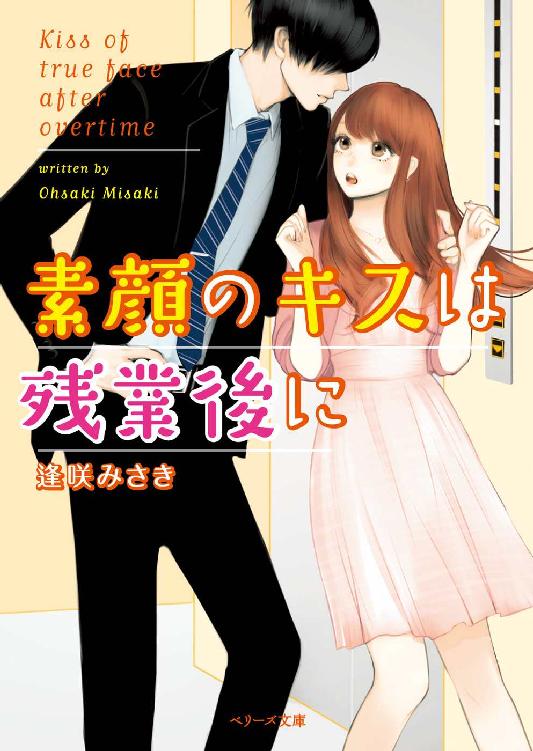 Kiss of
true face
after
overtime
written by
Ohsaki Misaki
素顔のキスは
残業後に
逢咲みさき
ベリーズ文庫